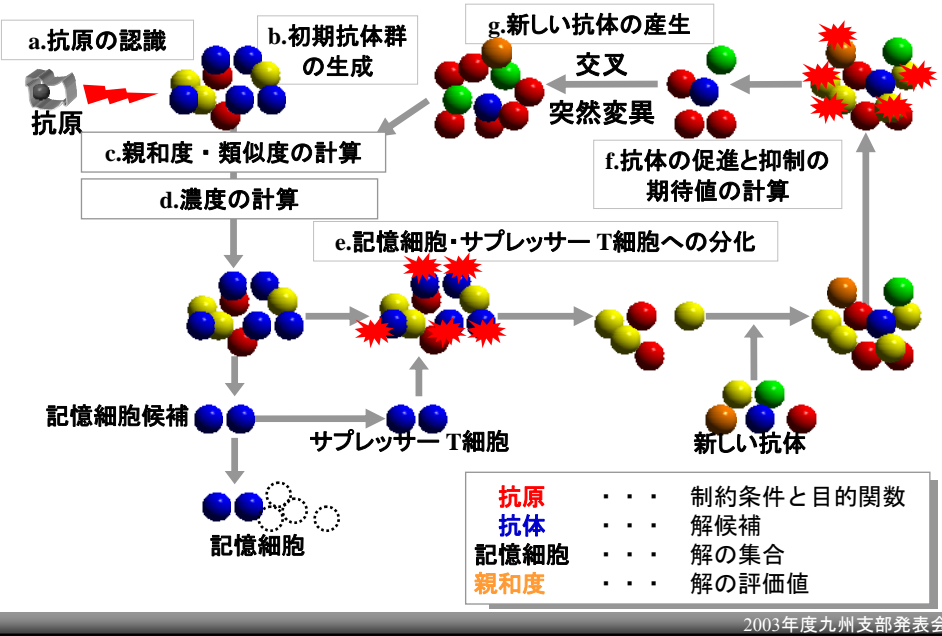 a.抗原の認識
抗原
b.初期抗体群
の生成
c.親和度・類似度の計算
d.濃度の計算
e.記憶細胞・サプレッサーT細胞への分化
f.抗体の促進と抑制の
期待値の計算
g.新しい抗体の産生
交叉
突然変異
記憶細胞候補
サプレッサーT細胞
新しい抗体
記憶細胞
抗原 ・・・ 制約条件と目的関数
抗体 ・・・ 解候補
記憶細胞 ・・・ 解の集合
親和度 ・・・ 解の評価値
2003年度九州支部発表会